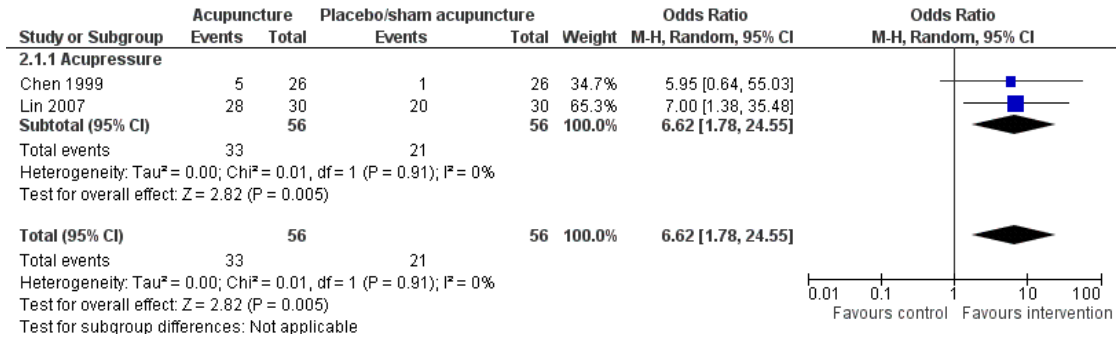 Acupuncture Placebo/sham acupuncture Odds Ratio Odds Ratio
Study or Subgroup Events Total Events Total Weight M-H, Random, 95% CI M-H, Random, 95% CI
2.1.1 Acupressure
Chen 1999 5 26 1 26 34.7% 5.95 [0.64, 55.03]
Lin 2007 28 30 20 30 65.3% 7.00 [1.38, 35.48]
Subtotal (95% CI) 56 56 100.0% 6.62 [1.78, 24.55]
Total events 33 21
Heterogeneity: Tau² = 0.00; Chi² = 0.01, df = 1 (P = 0.91); I² = 0%
Test for overall effect: Z = 2.82 (P = 0.005)
Total (95% CI) 56 56 100.0% 6.62 [1.78, 24.55]
Total events 33 21
Heterogeneity: Tau² = 0.00; Chi² = 0.01, df = 1 (P = 0.91); I² = 0%
Test for overall effect: Z = 2.82 (P = 0.005)
Test for subgroup differences: Not applicable
0.01 0.1 1 10 100
Favours control Favours intervention